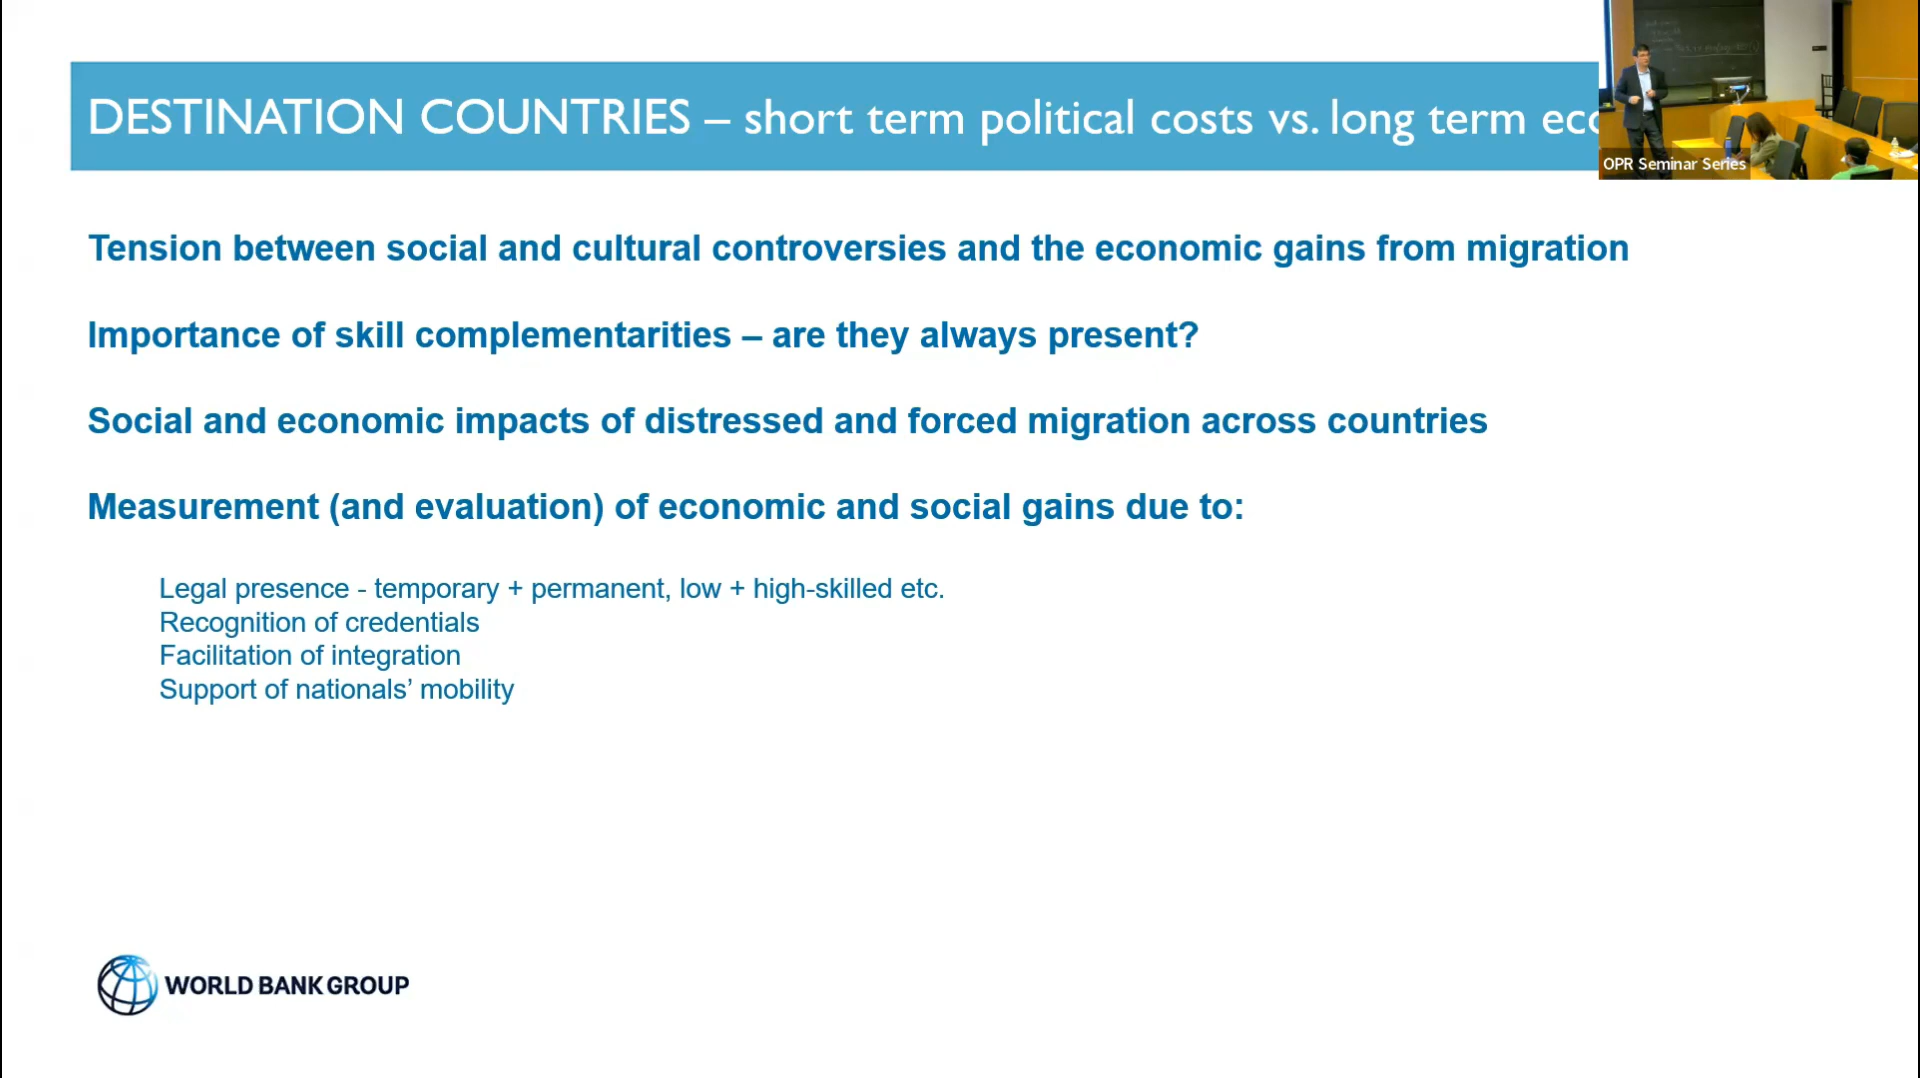 DESTINATION COUNTRIES – short term political costs vs. long term
OPR Seminar Series
Tension between social and cultural controversies and the economic gains from migration
Importance of skill complementarities – are they always present?
Social and economic impacts of distressed and forced migration across countries
Measurement (and evaluation) of economic and social gains due to:
Legal presence - temporary + permanent, low + high-skilled etc.
Recognition of credentials
Facilitation of integration
Support of nationals’ mobility
WORLD BANK GROUP